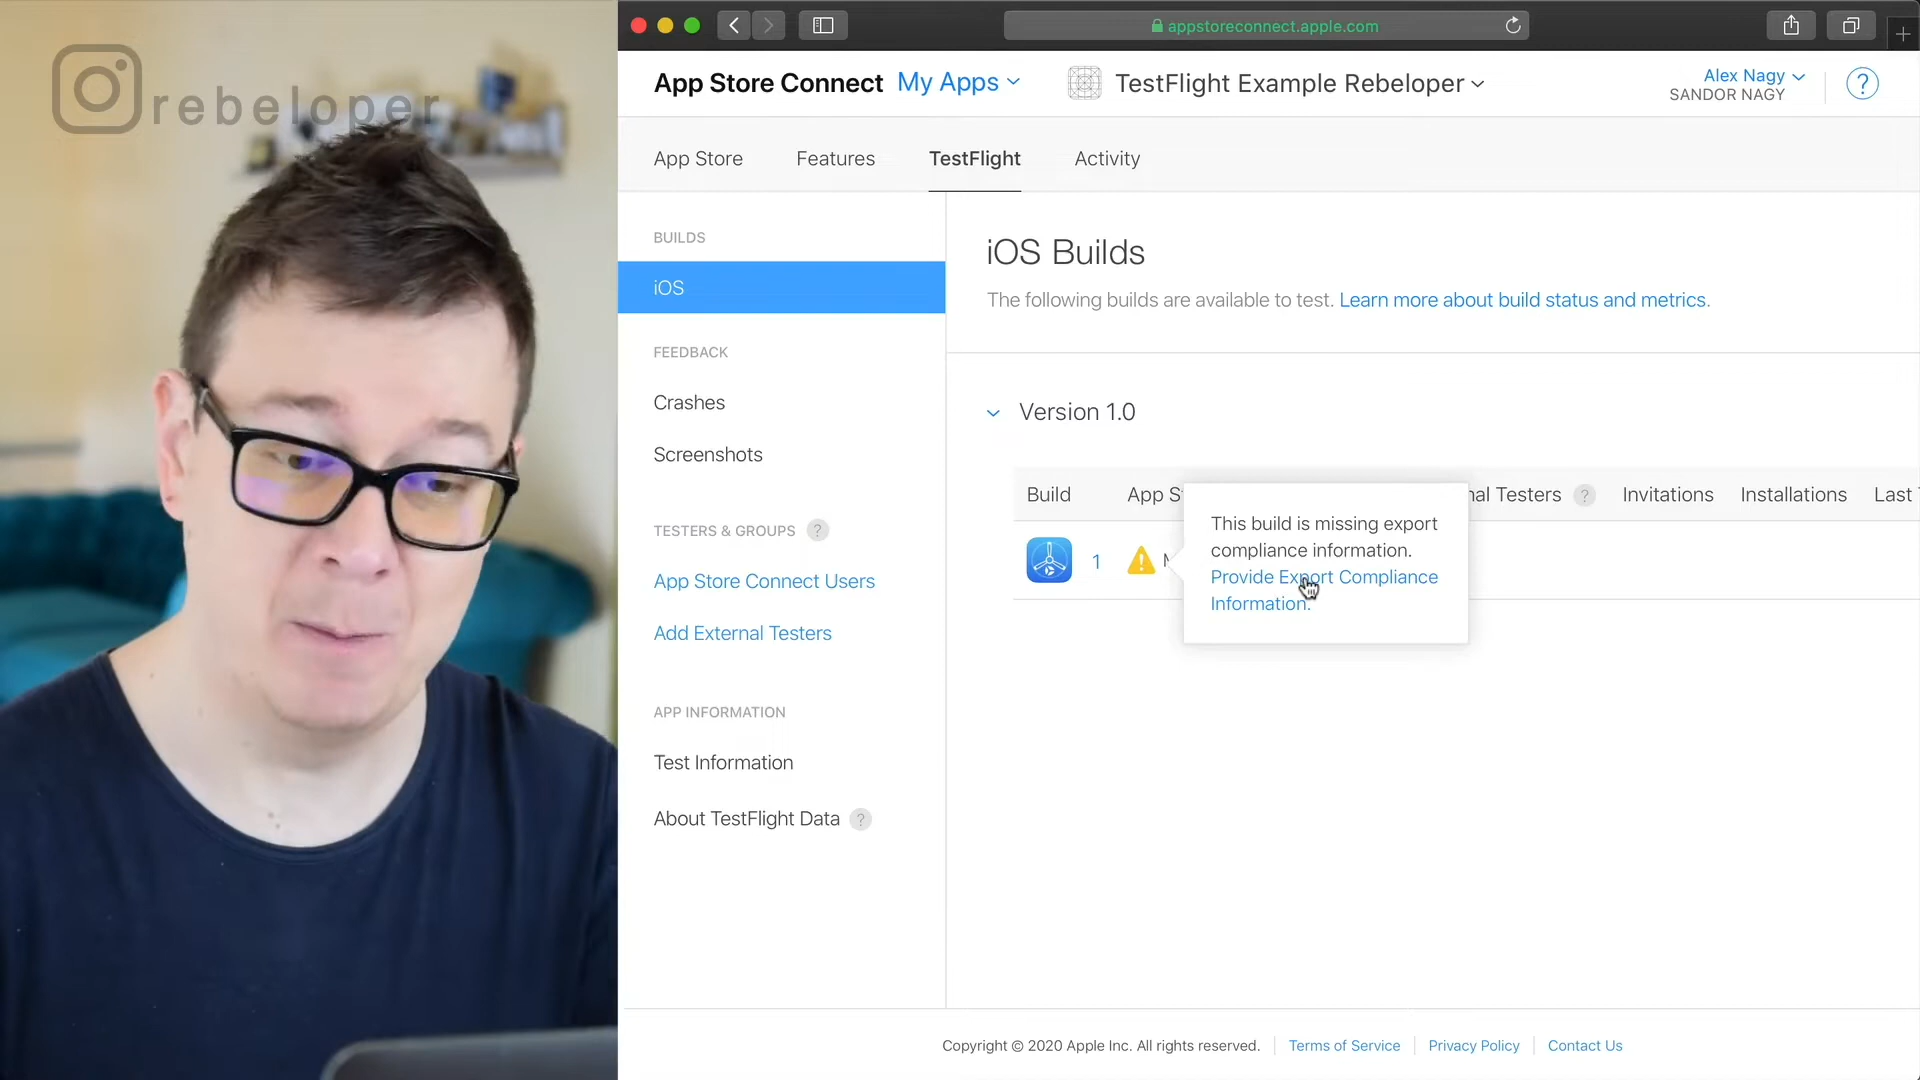 rebeloper
appstoreconnect.apple.com
App Store Connect My Apps
TestFlight Example Rebeloper
Alex Nagy
SANDOR NAGY
?
App Store Features TestFlight Activity
BUILDS
iOS
FEEDBACK
Crashes
Screenshots
TESTERS & GROUPS ?
App Store Connect Users
Add External Testers
APP INFORMATION
Test Information
About TestFlight Data ?
iOS Builds
The following builds are available to test. Learn more about build status and metrics.
Version 1.0
Build App S nal Testers ? Invitations Installations Last
1
This build is missing export
compliance information.
Provide Export Compliance
Information.
Copyright © 2020 Apple Inc. All rights reserved. Terms of Service Privacy Policy Contact Us